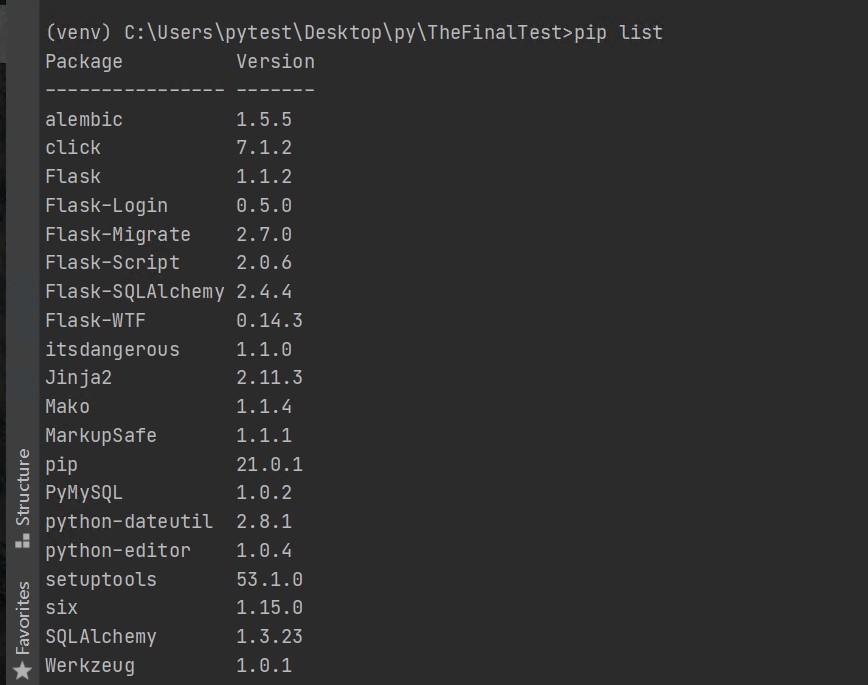 (venv) C:\Users\pytest\Desktop\py\TheFinalTest>pip list
Package          Version
---------------- -------
alembic          1.5.5
click            7.1.2
Flask            1.1.2
Flask-Login      0.5.0
Flask-Migrate    2.7.0
Flask-Script     2.0.6
Flask-SQLAlchemy 2.4.4
Flask-WTF        0.14.3
itsdangerous     1.1.0
Jinja2           2.11.3
Mako             1.1.4
MarkupSafe       1.1.1
pip              21.0.1
PyMySQL          1.0.2
python-dateutil  2.8.1
python-editor    1.0.4
setuptools       53.1.0
six              1.15.0
SQLAlchemy       1.3.23
Werkzeug         1.0.1
Structure
Favorites